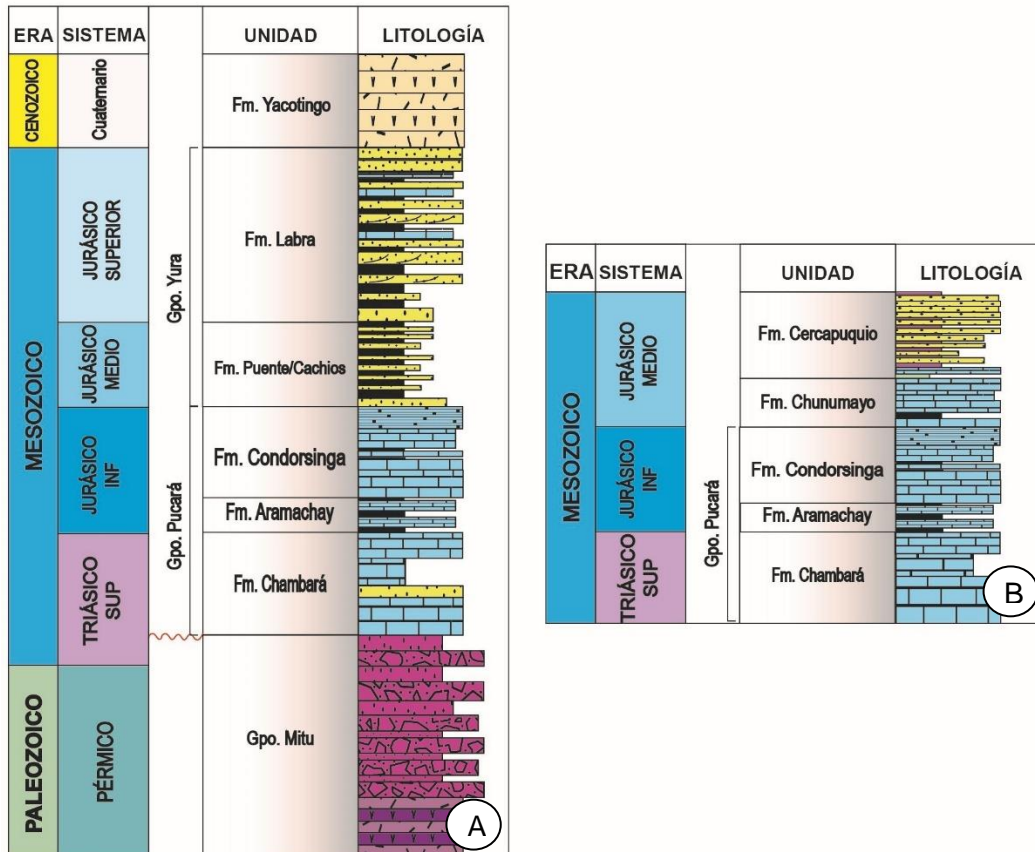 ERA SISTEMA UNIDAD LITOLOGÍA
CENOZOICO
Cuaternario
Fm. Yacotingo
MESOZOICO
JURÁSICO
SUPERIOR
Gpo. Yura
Fm. Labra
JURÁSICO
MEDIO
Fm. Puente/Cachios
JURÁSICO
INF
Gpo. Pucará
Fm. Condorsinga
Fm. Aramachay
TRIÁSICO
SUP
Fm. Chambará
PALEOZOICO
PÉRMICO
Gpo. Mitu
A
ERA SISTEMA UNIDAD LITOLOGÍA
MESOZOICO
JURÁSICO
MEDIO
Fm. Cercapuquio
Fm. Chunumayo
JURÁSICO
INF
Gpo. Pucará
Fm. Condorsinga
Fm. Aramachay
TRIÁSICO
SUP
Fm. Chambará
B